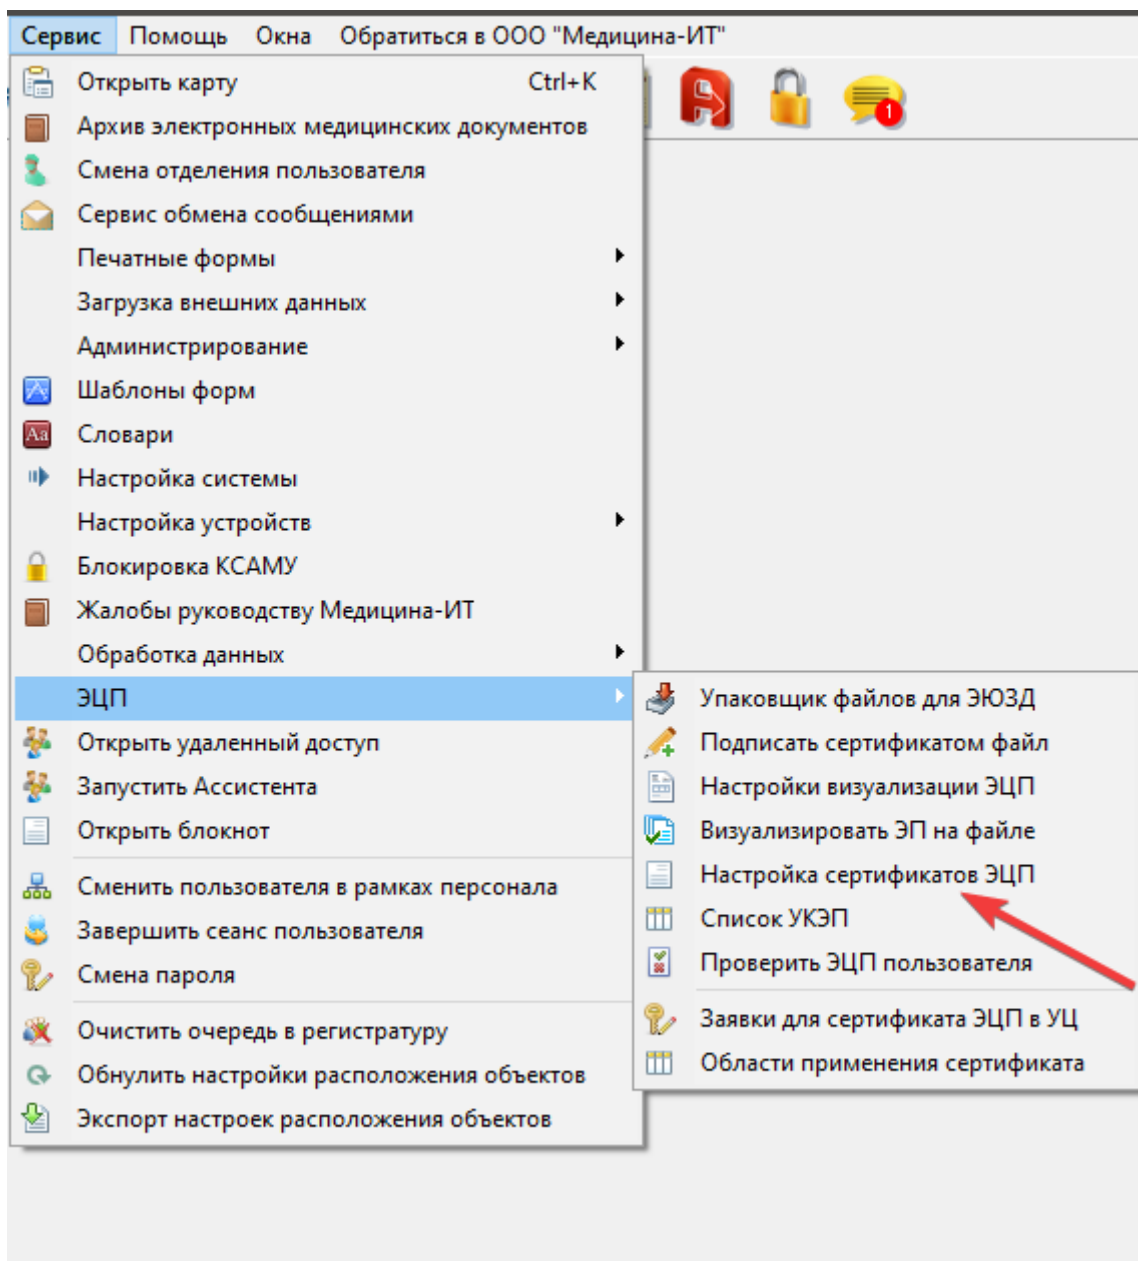 Сервис Помощь Окна Обратиться в ООО "Медицина-ИТ"
1
Открыть карту Ctrl+K
Архив электронных медицинских документов
Смена отделения пользователя
Сервис обмена сообщениями
Печатные формы
Загрузка внешних данных
Администрирование
Шаблоны форм
Aa Словари
Настройка системы
Настройка устройств
Блокировка КСАМУ
Жалобы руководству Медицина-ИТ
Обработка данных
ЭЦП
Открыть удаленный доступ
Запустить Ассистента
Открыть блокнот
Сменить пользователя в рамках персонала
Завершить сеанс пользователя
Смена пароля
Очистить очередь в регистратуру
Обнулить настройки расположения объектов
Экспорт настроек расположения объектов
Упаковщик файлов для ЭЮЗД
Подписать сертификатом файл
Настройки визуализации ЭЦП
Визуализировать ЭП на файле
Настройка сертификатов ЭЦП
Список УКЭП
Проверить ЭЦП пользователя
Заявки для сертификата ЭЦП в УЦ
Области применения сертификата